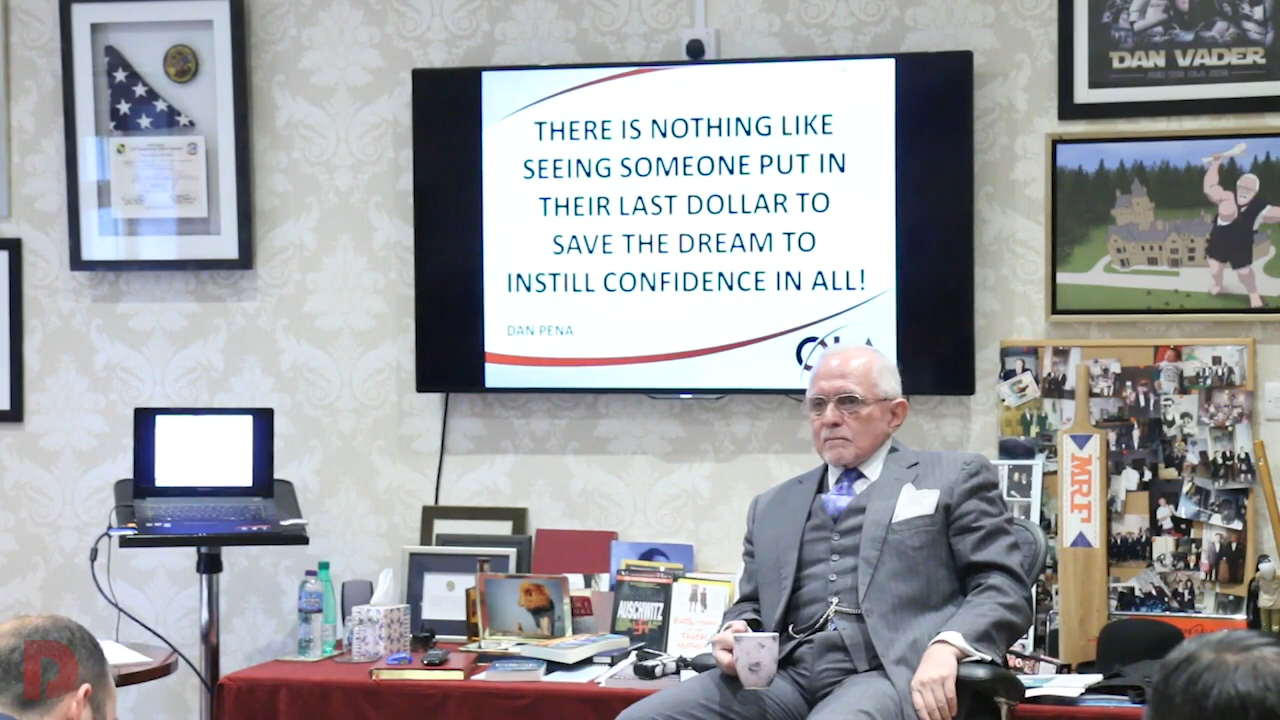 DAN VADER
THERE IS NOTHING LIKE
SEEING SOMEONE PUT IN
THEIR LAST DOLLAR TO
SAVE THE DREAM TO
INSTILL CONFIDENCE IN ALL!
DAN PENA
MRF
AUSCHWITZ